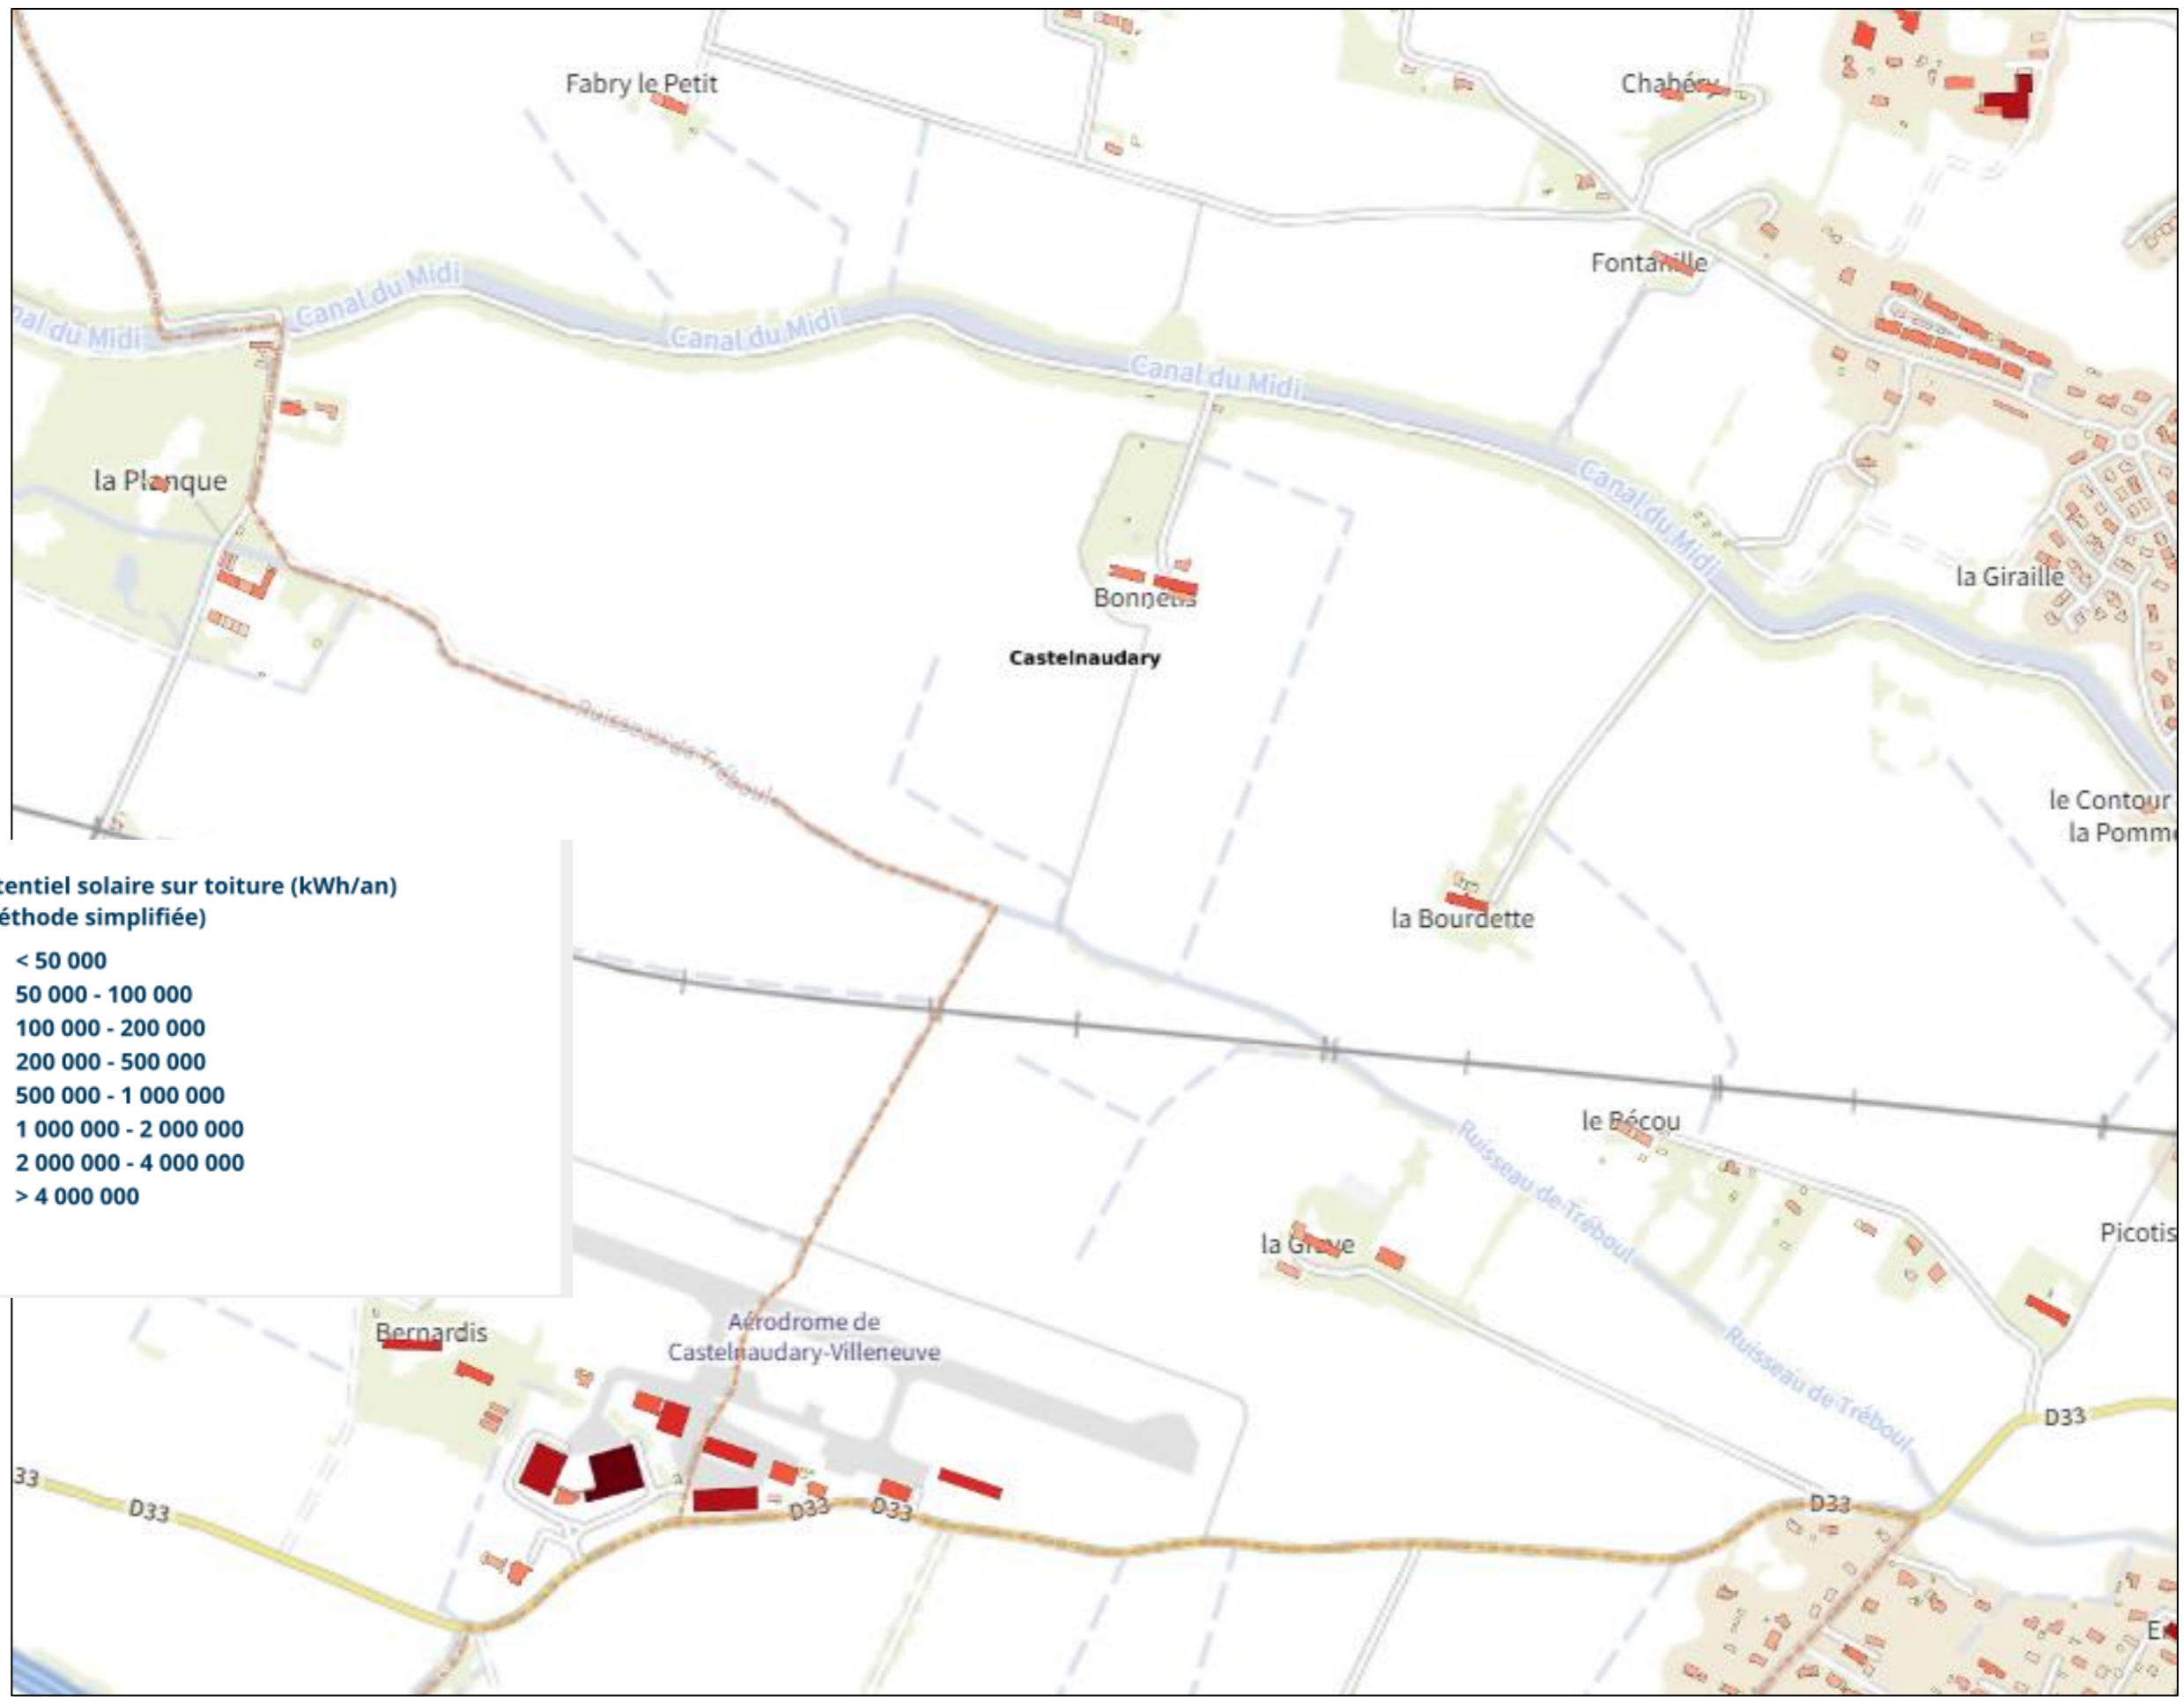 Fabry le Petit
Chabéry
Fontanille
Canal du Midi
nal du Midi
Canal du Midi
Canal du Midi
Canal du Midi
la Planque
Canal du Midi
la Giraille
Bonnetis
Castelnaudary
Ruisseau de Tréboul
le Contour
la Pomm
tentiel solaire sur toiture (kWh/an)
éthode simplifiée)
< 50 000
50 000 - 100 000
100 000 - 200 000
200 000 - 500 000
500 000 - 1 000 000
1 000 000 - 2 000 000
2 000 000 - 4 000 000
> 4 000 000
la Bourdette
le Bécou
Ruisseau de Tréboul
la Grave
Picotis
Aérodrome de
Castelnaudary-Villeneuve
Bernardis
Ruisseau de Tréboul
D33
33
D33
D33
D33
D33